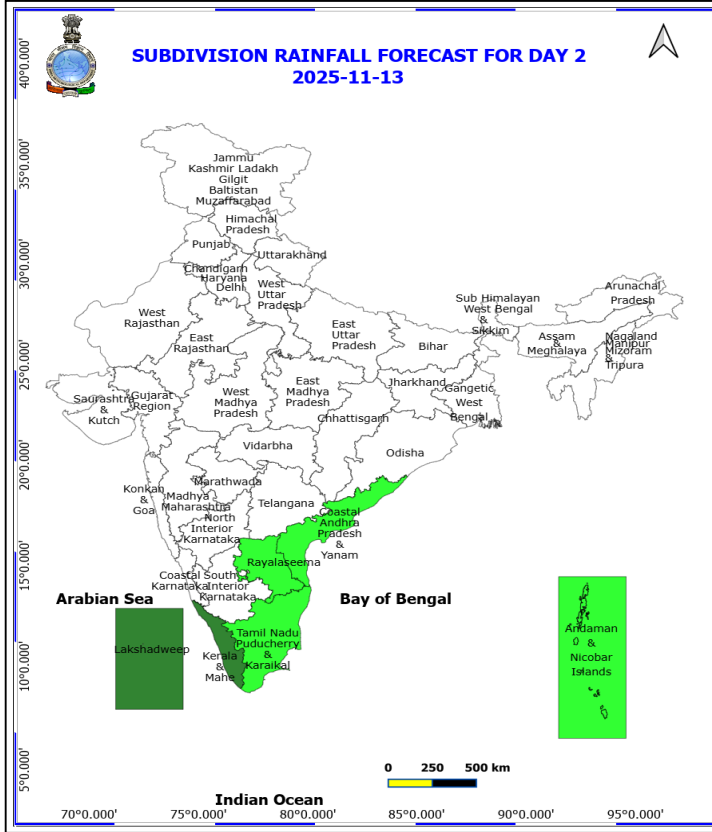 SUBDIVISION RAINFALL FORECAST FOR DAY 2
2025-11-13
40°0.000'
35°0.000'
30°0.000'
25°0.000'
20°0.000'
15°0.000'
10°0.000'
5°0.000'
Jammu
Kashmir Ladakh
Gilgit
Baltistan
Muzaffarabad
Himachal
Pradesh
Punjab
Uttarakhand
Chandigarh
Haryana
Delhi
West
Uttar
Pradesh
West
Rajasthan
East
Rajasthan
East
Uttar
Pradesh
Bihar
Sub Himalayan
West Bengal
&
Sikkim
Arunachal
Pradesh
Assam
&
Meghalaya
Nagaland
Manipur
Mizoram
&
Tripura
Saurashtra
&
Kutch
Gujarat
Region
West
Madhya
Pradesh
East
Madhya
Pradesh
Jharkhand
Gangetic
West
Bengal
Chhattisgarh
Odisha
Vidarbha
Konkan
&
Goa
Madhya
Maharashtra
Marathwada
Telangana
North
Interior
Karnataka
Coastal
Andhra
Pradesh
&
Yanam
Rayalaseema
Coastal
Karnataka
South
Interior
Karnataka
Arabian Sea
Bay of Bengal
Lakshadweep
Kerala
&
Mahe
Tamil Nadu
Puducherry
&
Karaikal
Andaman
&
Nicobar
Islands
0 250 500 km
Indian Ocean
70°0.000' 75°0.000' 80°0.000' 85°0.000' 90°0.000' 95°0.000'